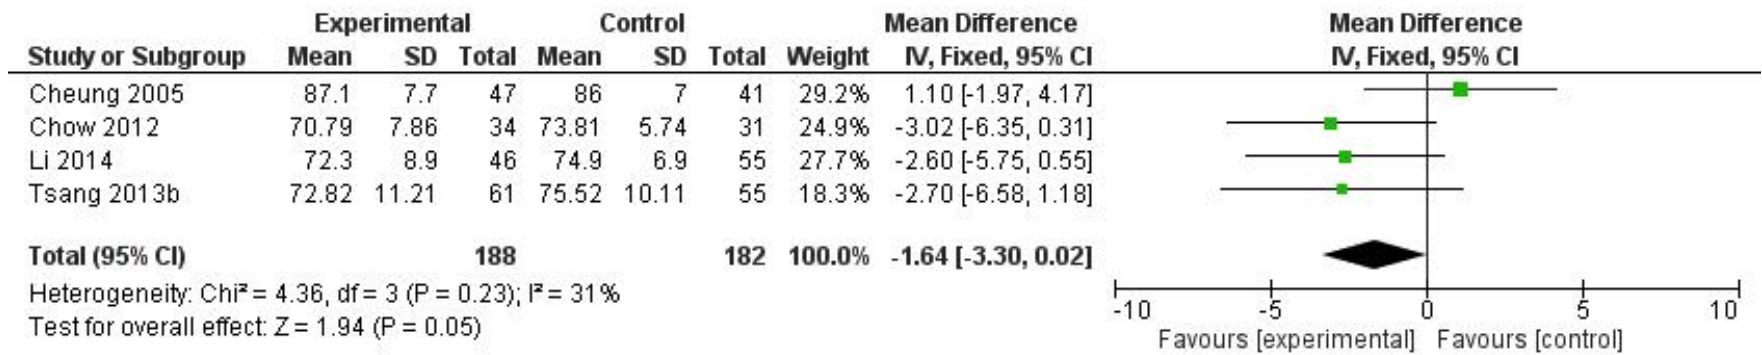 Experimental Control Mean Difference Mean Difference
Study or Subgroup Mean SD Total Mean SD Total Weight IV, Fixed, 95% CI IV, Fixed, 95% CI
Cheung 2005 87.1 7.7 47 86 7 41 29.2% 1.10 [-1.97, 4.17]
Chow 2012 70.79 7.86 34 73.81 5.74 31 24.9% -3.02 [-6.35, 0.31]
Li 2014 72.3 8.9 46 74.9 6.9 55 27.7% -2.60 [-5.75, 0.55]
Tsang 2013b 72.82 11.21 61 75.52 10.11 55 18.3% -2.70 [-6.58, 1.18]
Total (95% CI) 188 182 100.0% -1.64 [-3.30, 0.02]
Heterogeneity: Chi² = 4.36, df = 3 (P = 0.23); I² = 31%
Test for overall effect: Z = 1.94 (P = 0.05)
-10 -5 0 5 10
Favours [experimental] Favours [control]